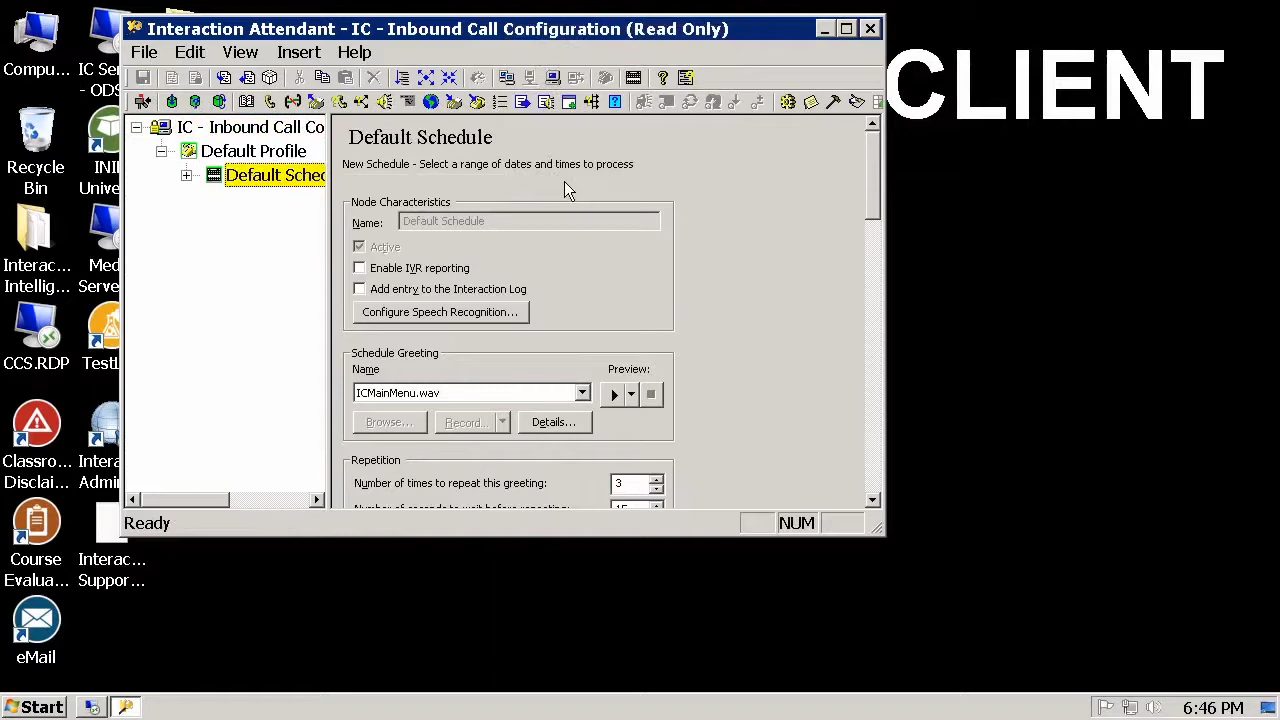 Interaction Attendant - IC - Inbound Call Configuration (Read Only)
File Edit View Insert Help
CLIENT
IC - Inbound Call Co
Default Profile
Default Sched
Default Schedule
New Schedule - Select a range of dates and times to process
Node Characteristics
Name: Default Schedule
Active
Enable IVR reporting
Add entry to the Interaction Log
Configure Speech Recognition...
Schedule Greeting
Name Preview:
ICMainMenu.wav
Browse... Record... Details...
Repetition
Number of times to repeat this greeting: 3
Ready NUM
Compu...
IC Ser
- ODS
Recycle
Bin
INI
Unive
Interac...
Intellig...
Med
Serve
CCS.RDP
TestL
Classro...
Disclai...
Intera
Admi
Course
Evalua...
Interac...
Suppor...
eMail
Start 6:46 PM